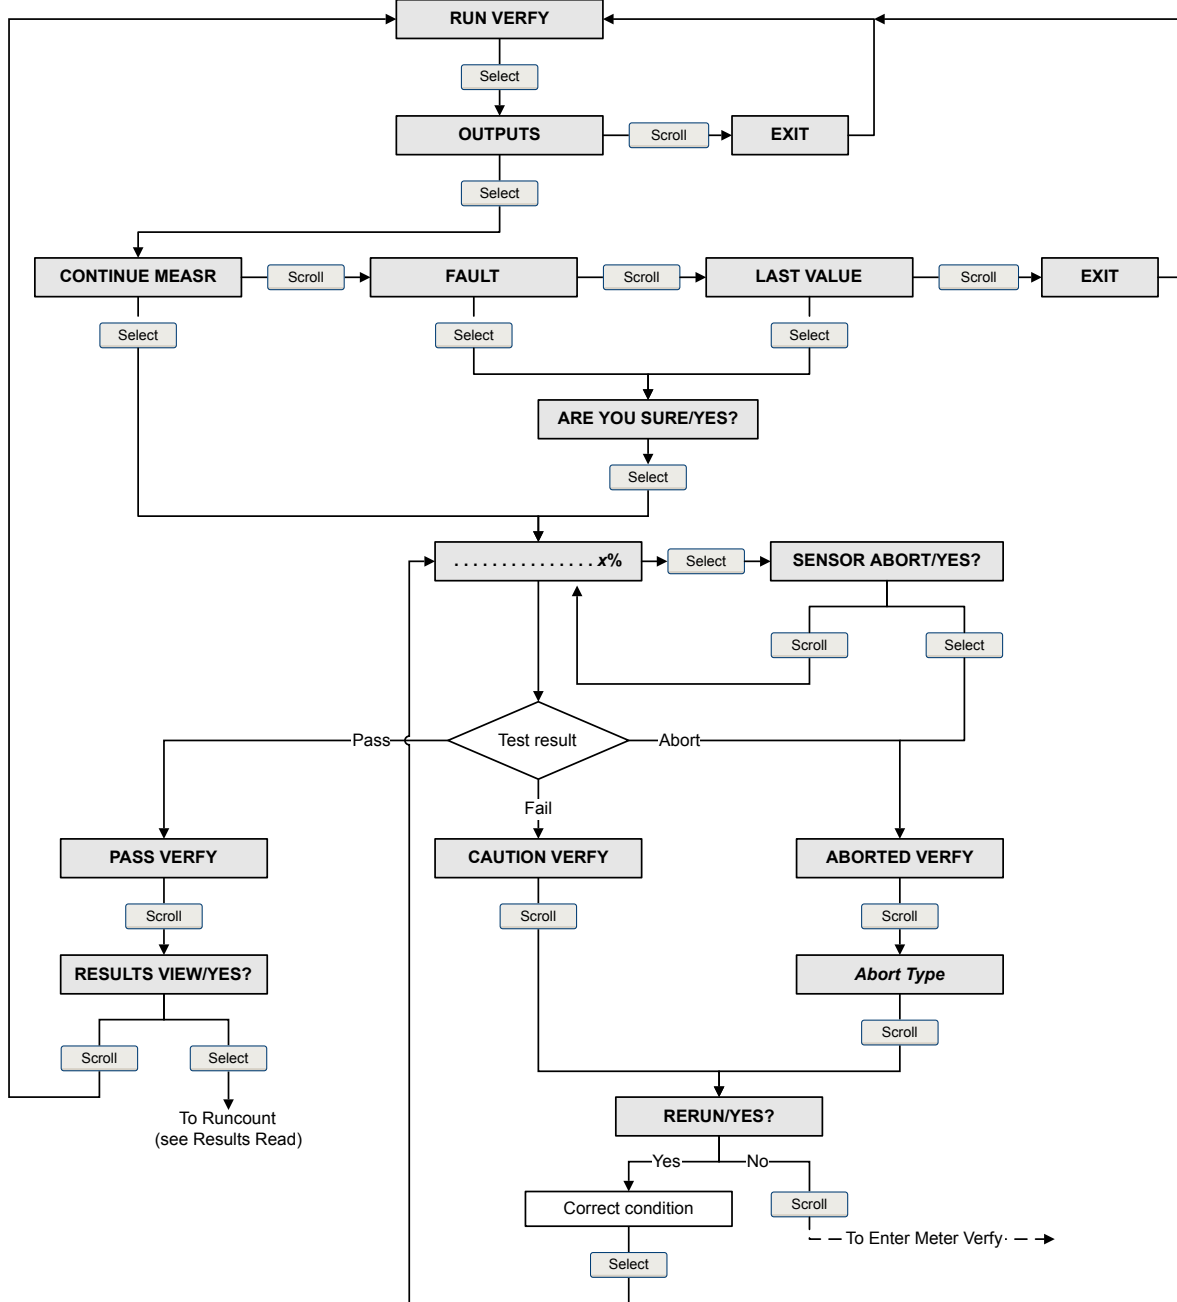 RUN VERFY
Select
OUTPUTS
Scroll
EXIT
Select
CONTINUE MEASR
Scroll
FAULT
Scroll
LAST VALUE
Scroll
EXIT
Select
Select
Select
ARE YOU SURE/YES?
Select
. . . . . . . . . . . . . . . x%
Select
SENSOR ABORT/YES?
Scroll
Select
Pass
Test result
Abort
Fail
PASS VERFY
CAUTION VERFY
ABORTED VERFY
Scroll
Scroll
Scroll
RESULTS VIEW/YES?
Abort Type
Scroll
Select
Scroll
To Runcount
(see Results Read)
RERUN/YES?
Yes
No
Correct condition
Scroll
To Enter Meter Verfy
Select